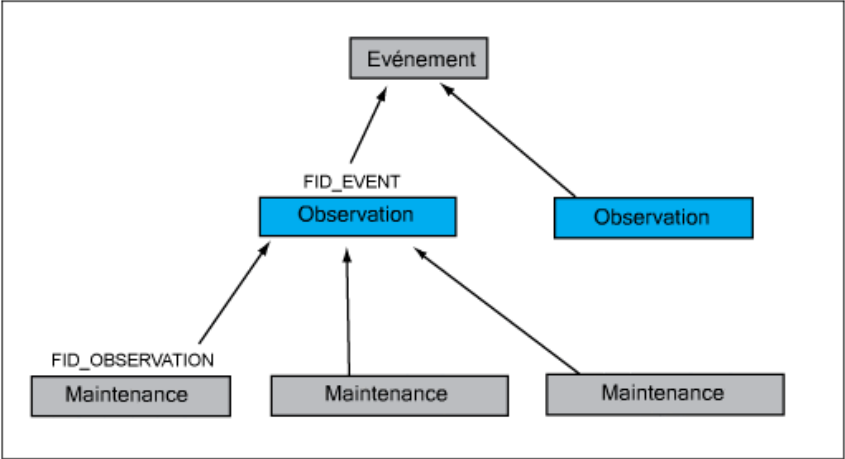 Evénement
FID_EVENT
Observation
Observation
FID_OBSERVATION
Maintenance
Maintenance
Maintenance